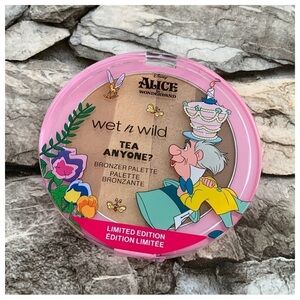 Disney
ALICE
IN
WONDERLAND
wet n wild
TEA
ANYONE?
BRONZER PALETTE
PALETTE
BRONZANTE
LIMITED EDITION
ÉDITION LIMITÉE